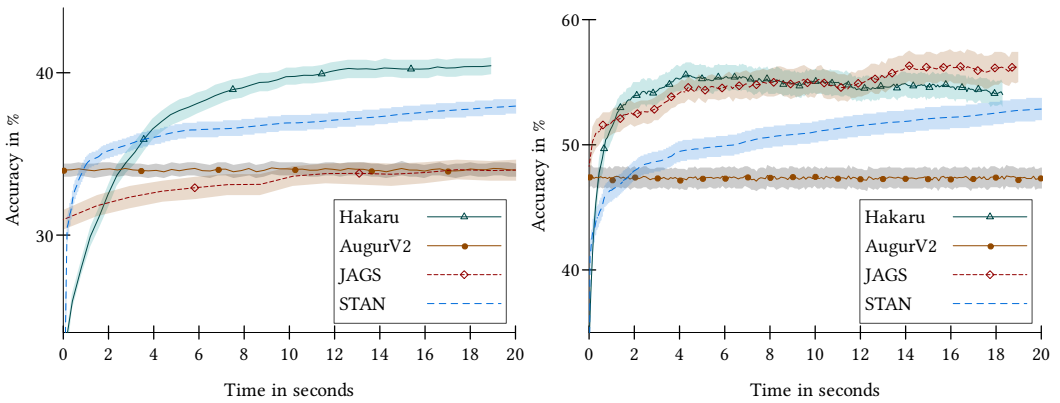 Accuracy in %
40
30
Hakaru
AugurV2
JAGS
STAN
0 2 4 6 8 10 12 14 16 18 20
Time in seconds
Accuracy in %
60
50
40
Hakaru
AugurV2
JAGS
STAN
0 2 4 6 8 10 12 14 16 18 20
Time in seconds